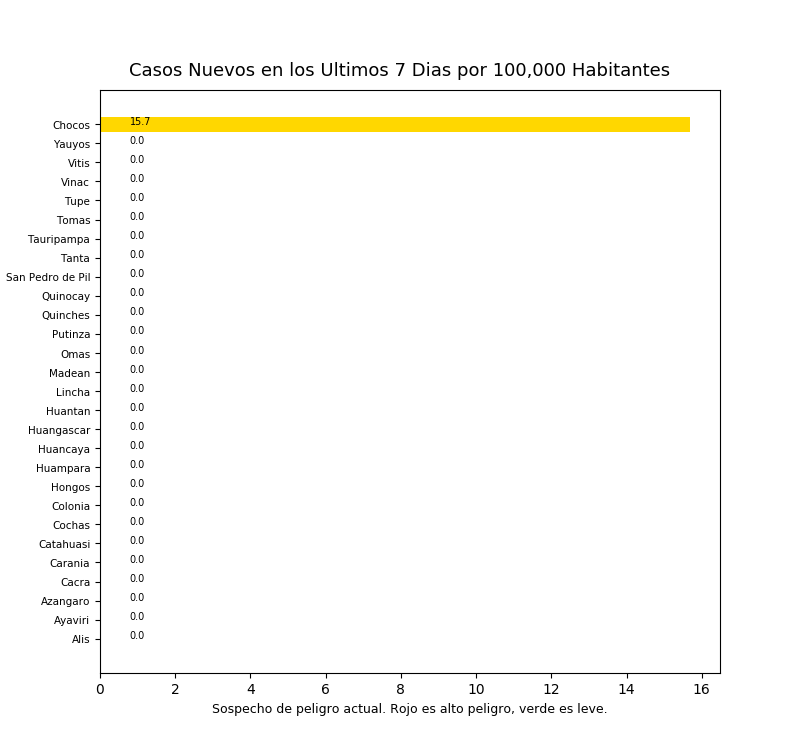 Casos Nuevos en los Ultimos 7 Dias por 100,000 Habitantes
Chocos 15.7
Yauyos 0.0
Vitis 0.0
Vinac 0.0
Tupe 0.0
Tomas 0.0
Tauripampa 0.0
Tanta 0.0
San Pedro de Pil 0.0
Quinocay 0.0
Quinches 0.0
Putinza 0.0
Omas 0.0
Madean 0.0
Lincha 0.0
Huantan 0.0
Huangascar 0.0
Huancaya 0.0
Huampara 0.0
Hongos 0.0
Colonia 0.0
Cochas 0.0
Catahuasi 0.0
Carania 0.0
Cacra 0.0
Azangaro 0.0
Ayaviri 0.0
Alis 0.0
0 2 4 6 8 10 12 14 16
Sospecho de peligro actual. Rojo es alto peligro, verde es leve.